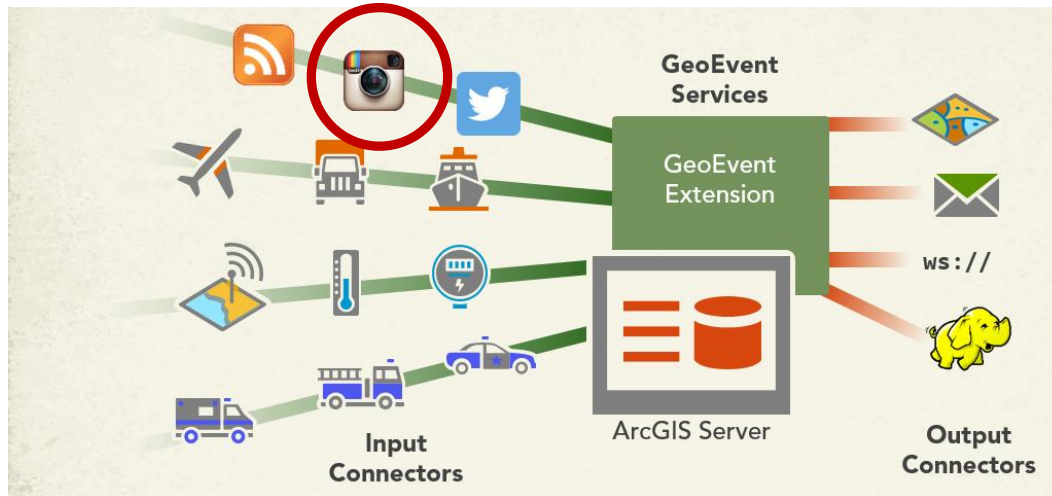 GeoEvent
Services
GeoEvent
Extension
ws://
ArcGIS Server
Input
Connectors
Output
Connectors